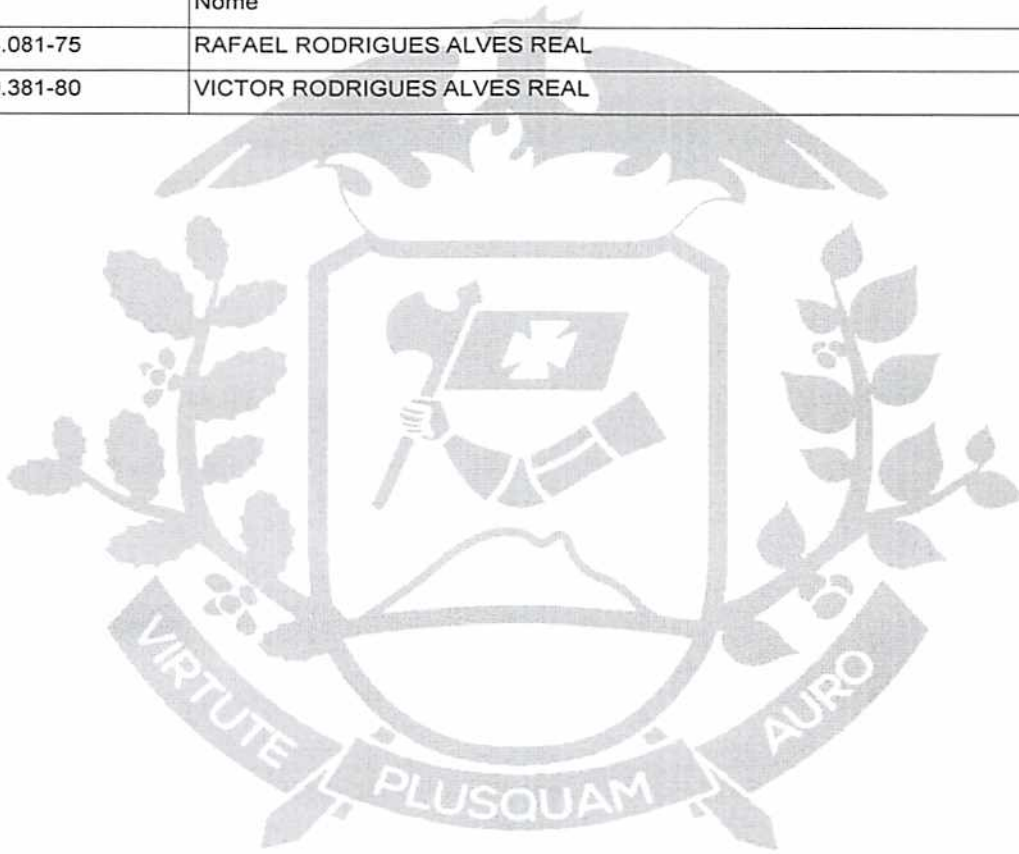 Nome
.081-75 RAFAEL RODRIGUES ALVES REAL
.381-80 VICTOR RODRIGUES ALVES REAL
VIRTUTE PLUSQUAM AURO